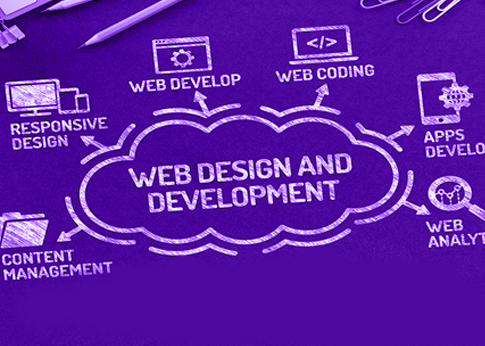 WEB DEVELOP
</>
WEB CODING
RESPONSIVE
DESIGN
APPS
DEVELO
WEB DESIGN AND
DEVELOPMENT
WEB
ANALYT
CONTENT
MANAGEMENT